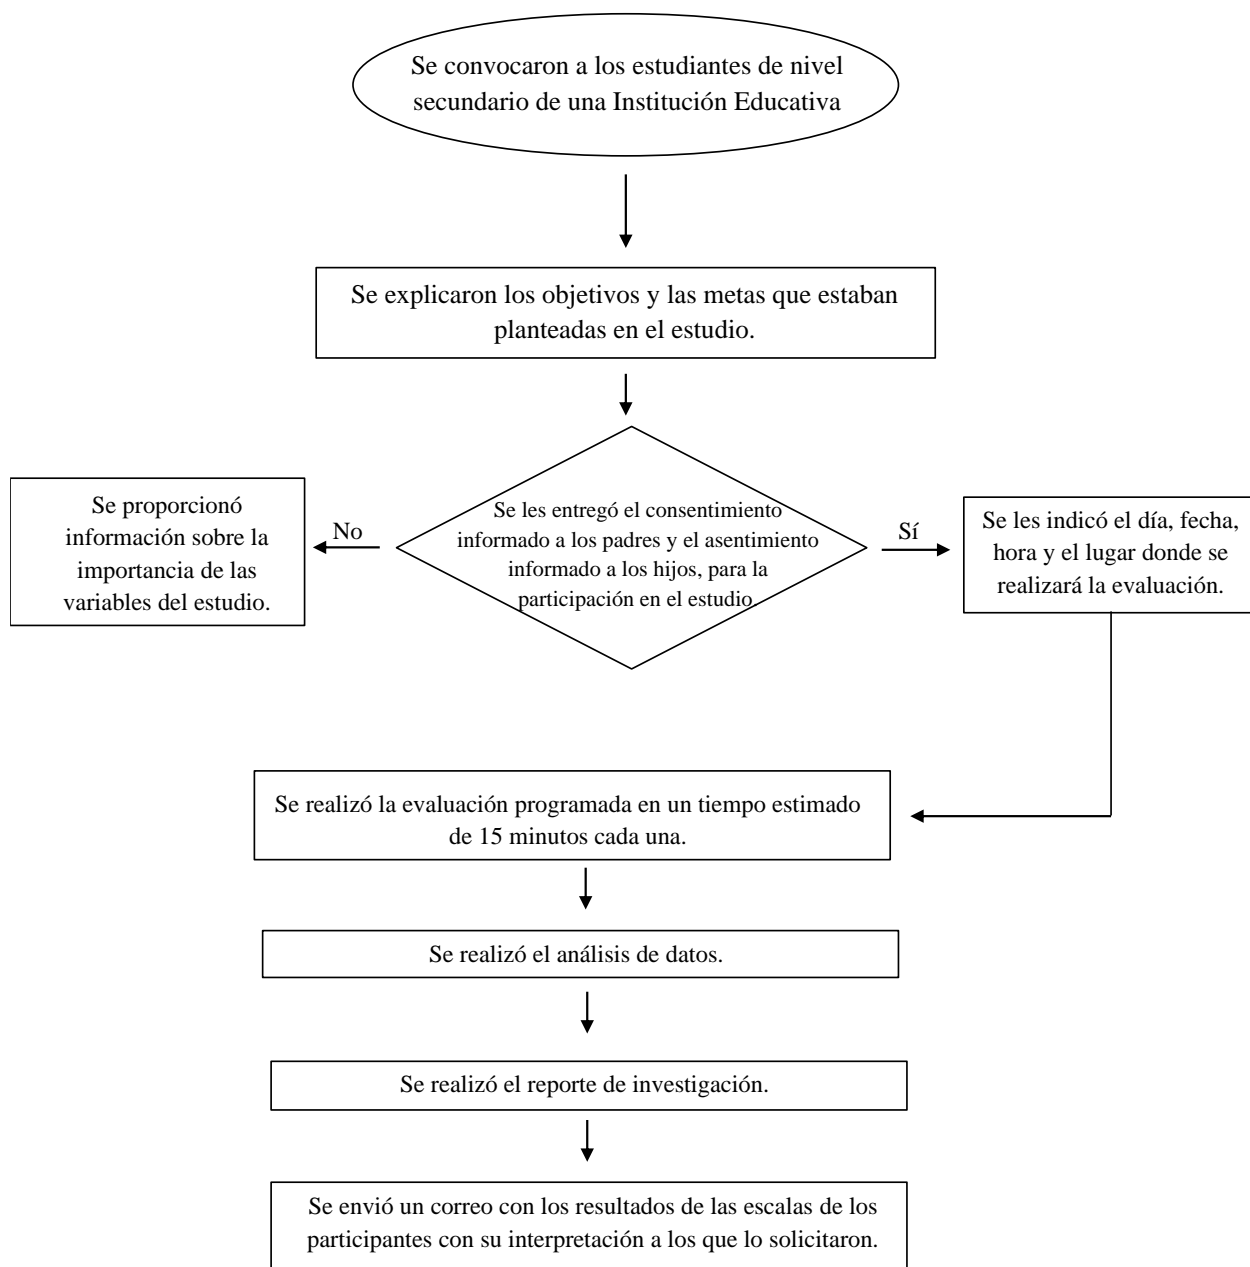 Se convocaron a los estudiantes de nivel
secundario de una Institución Educativa
Se explicaron los objetivos y las metas que estaban
planteadas en el estudio.
Se les entregó el consentimiento
informado a los padres y el asentimiento
informado a los hijos, para la
participación en el estudio
No
Se proporcionó
información sobre la
importancia de las
variables del estudio.
Sí
Se les indicó el día, fecha,
hora y el lugar donde se
realizará la evaluación.
Se realizó la evaluación programada en un tiempo estimado
de 15 minutos cada una.
Se realizó el análisis de datos.
Se realizó el reporte de investigación.
Se envió un correo con los resultados de las escalas de los
participantes con su interpretación a los que lo solicitaron.